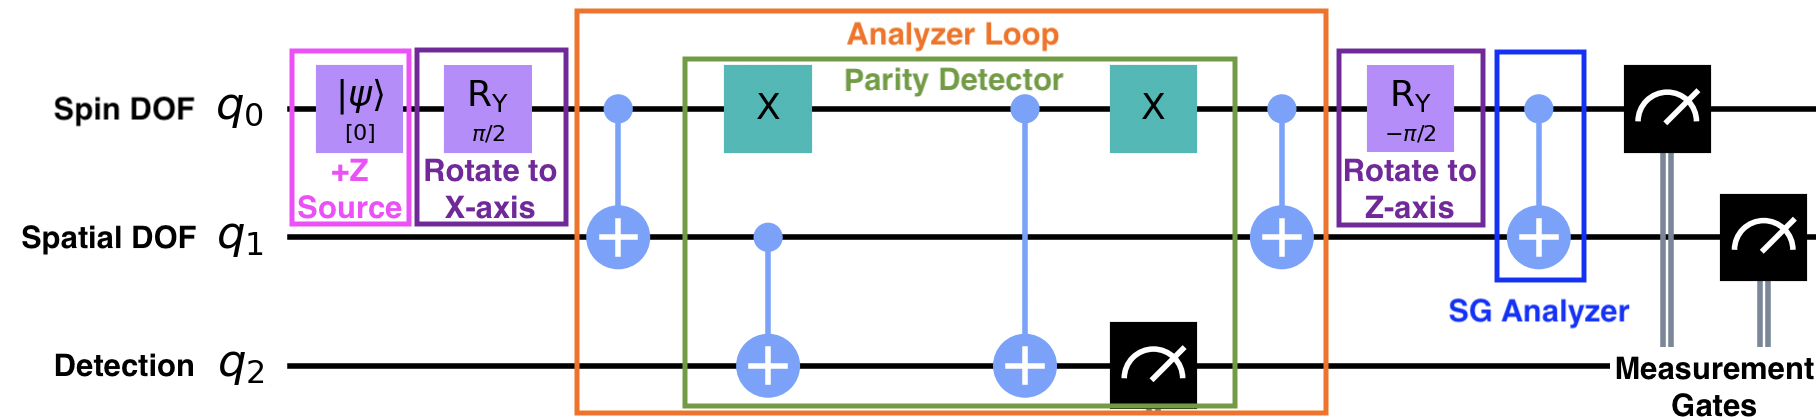 Analyzer Loop
Parity Detector
Spin DOF q0
|ψ⟩
[0]
+Z
Source
RY
π/2
Rotate to
X-axis
X
X
RY
−π/2
Rotate to
Z-axis
Spatial DOF q1
SG Analyzer
Detection q2
Measurement
Gates